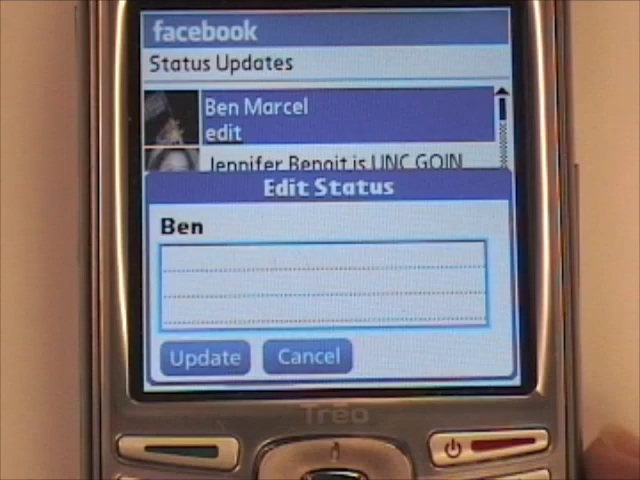 facebook
Status Updates
Ben Marcel
edit
Jennifer Benoit is UNC GOIN
Edit Status
Ben
Update Cancel
Treo